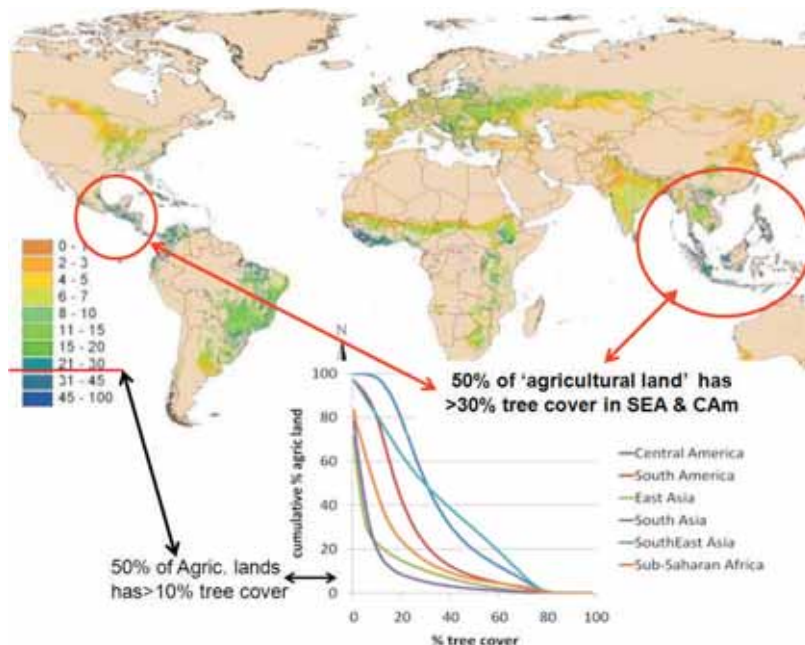 0 - 1
2 - 3
4 - 5
6 - 7
8 - 10
11 - 15
15 - 20
21 - 30
31 - 45
45 - 100
N
50% of 'agricultural land' has
>30% tree cover in SEA & CAm
50% of Agric. lands
has>10% tree cover
cumulative % agric land
100
80
60
40
20
0
0 20 40 60 80 100
% tree cover
Central America
South America
East Asia
South Asia
SouthEast Asia
Sub-Saharan Africa